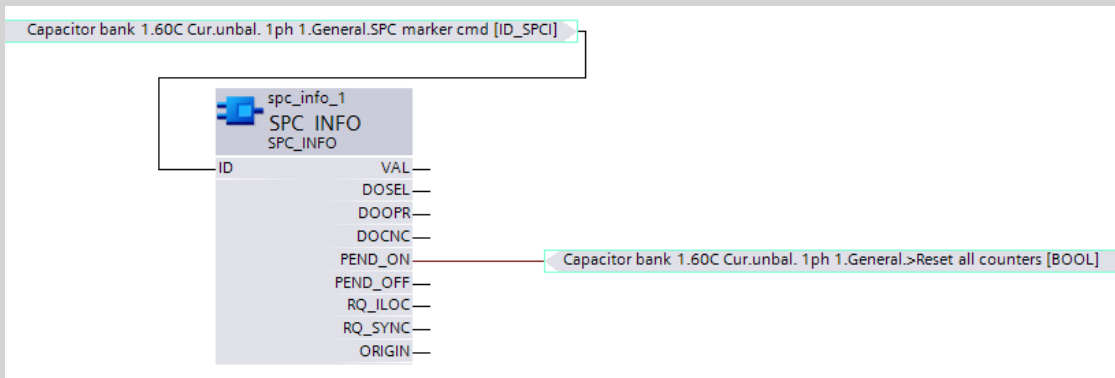 Capacitor bank 1.60C Cur.unbal. 1ph 1.General.SPC marker cmd [ID_SPCI]
spc_info_1
SPC_INFO
SPC_INFO
ID
VAL
DOSEL
DOOPR
DOCNC
PEND_ON
Capacitor bank 1.60C Cur.unbal. 1ph 1.General.>Reset all counters [BOOL]
PEND_OFF
RQ_ILOC
RQ_SYNC
ORIGIN